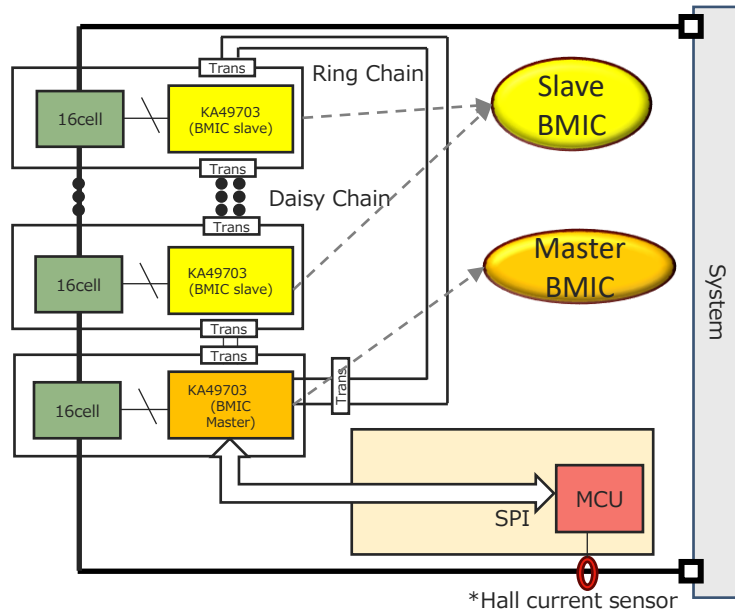 Trans
Ring Chain
16cell
KA49703
(BMIC slave)
Slave
BMIC
Trans
Daisy Chain
Trans
16cell
KA49703
(BMIC slave)
Master
BMIC
System
Trans
Trans
16cell
KA49703
(BMIC
Master)
Trans
MCU
SPI
*Hall current sensor